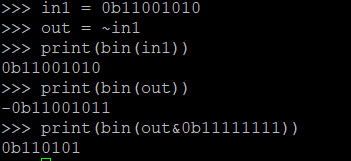 >>> in1 = 0b11001010
>>> out = ~in1
>>> print(bin(in1))
0b11001010
>>> print(bin(out))
-0b11001011
>>> print(bin(out&0b11111111))
0b110101